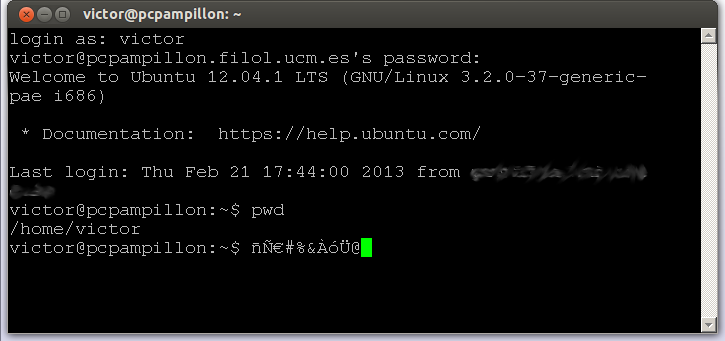 victor@pcpampillon: ~
login as: victor
victor@pcpampillon.filol.ucm.es's password:
Welcome to Ubuntu 12.04.1 LTS (GNU/Linux 3.2.0-37-generic-
pae i686)
* Documentation:  https://help.ubuntu.com/
Last login: Thu Feb 21 17:44:00 2013 from
victor@pcpampillon:~$ pwd
/home/victor
victor@pcpampillon:~$ ñÑ€#%&ÀóÜ@